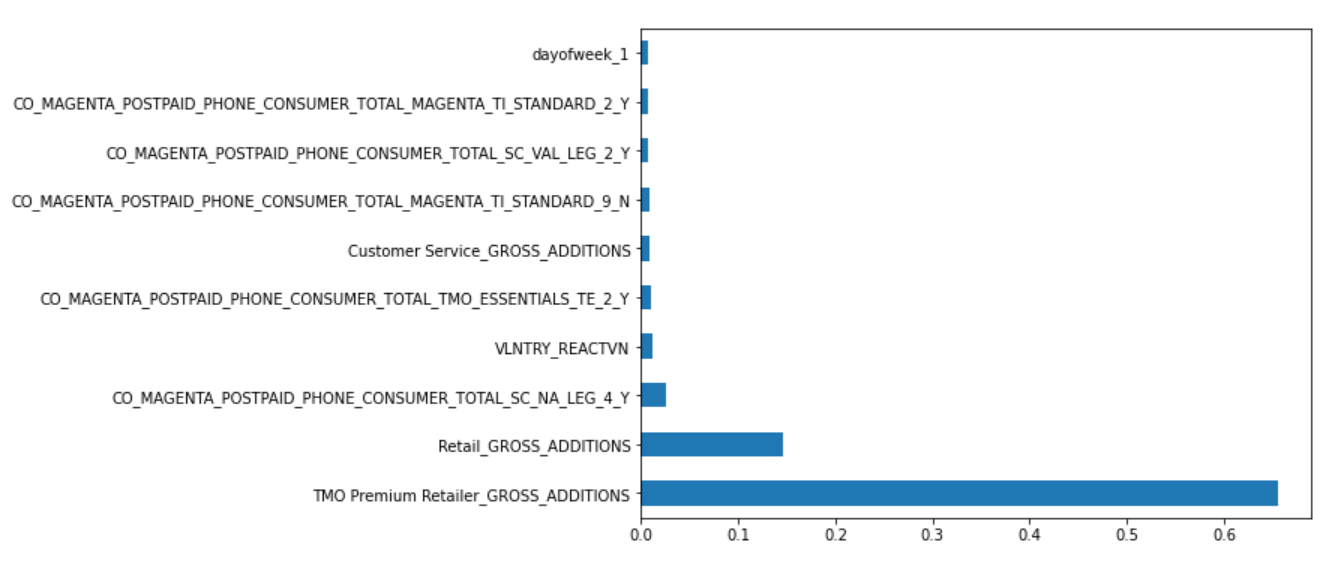 dayofweek_1
CO_MAGENTA_POSTPAID_PHONE_CONSUMER_TOTAL_MAGENTA_TI_STANDARD_2_Y
CO_MAGENTA_POSTPAID_PHONE_CONSUMER_TOTAL_SC_VAL_LEG_2_Y
CO_MAGENTA_POSTPAID_PHONE_CONSUMER_TOTAL_MAGENTA_TI_STANDARD_9_N
Customer Service_GROSS_ADDITIONS
CO_MAGENTA_POSTPAID_PHONE_CONSUMER_TOTAL_TMO_ESSENTIALS_TE_2_Y
VLNTRY_REACTVN
CO_MAGENTA_POSTPAID_PHONE_CONSUMER_TOTAL_SC_NA_LEG_4_Y
Retail_GROSS_ADDITIONS
TMO Premium Retailer_GROSS_ADDITIONS
0.0 0.1 0.2 0.3 0.4 0.5 0.6